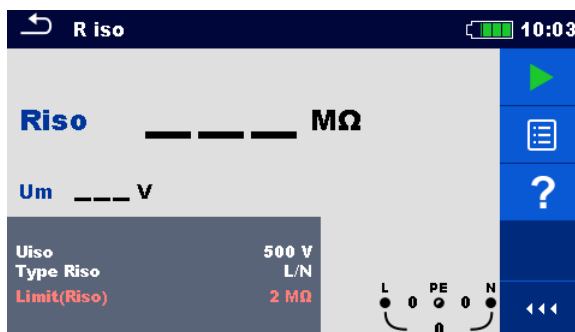 R iso 10:03
Riso _ _ _ MΩ
Um _ _ _ V
?
Uiso 500 V
Type Riso L/N
Limit(Riso) 2 MΩ
L PE N
0 0
0